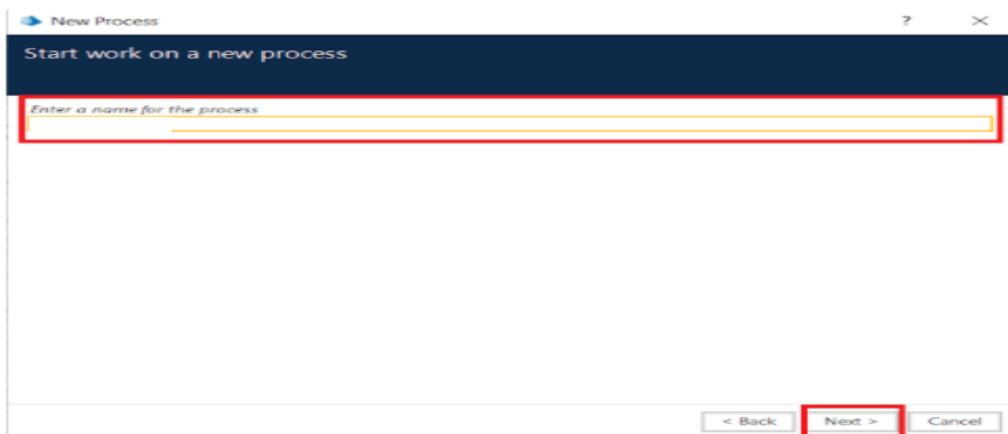 New Process ?
Start work on a new process
Enter a name for the process
< Back Next > Cancel